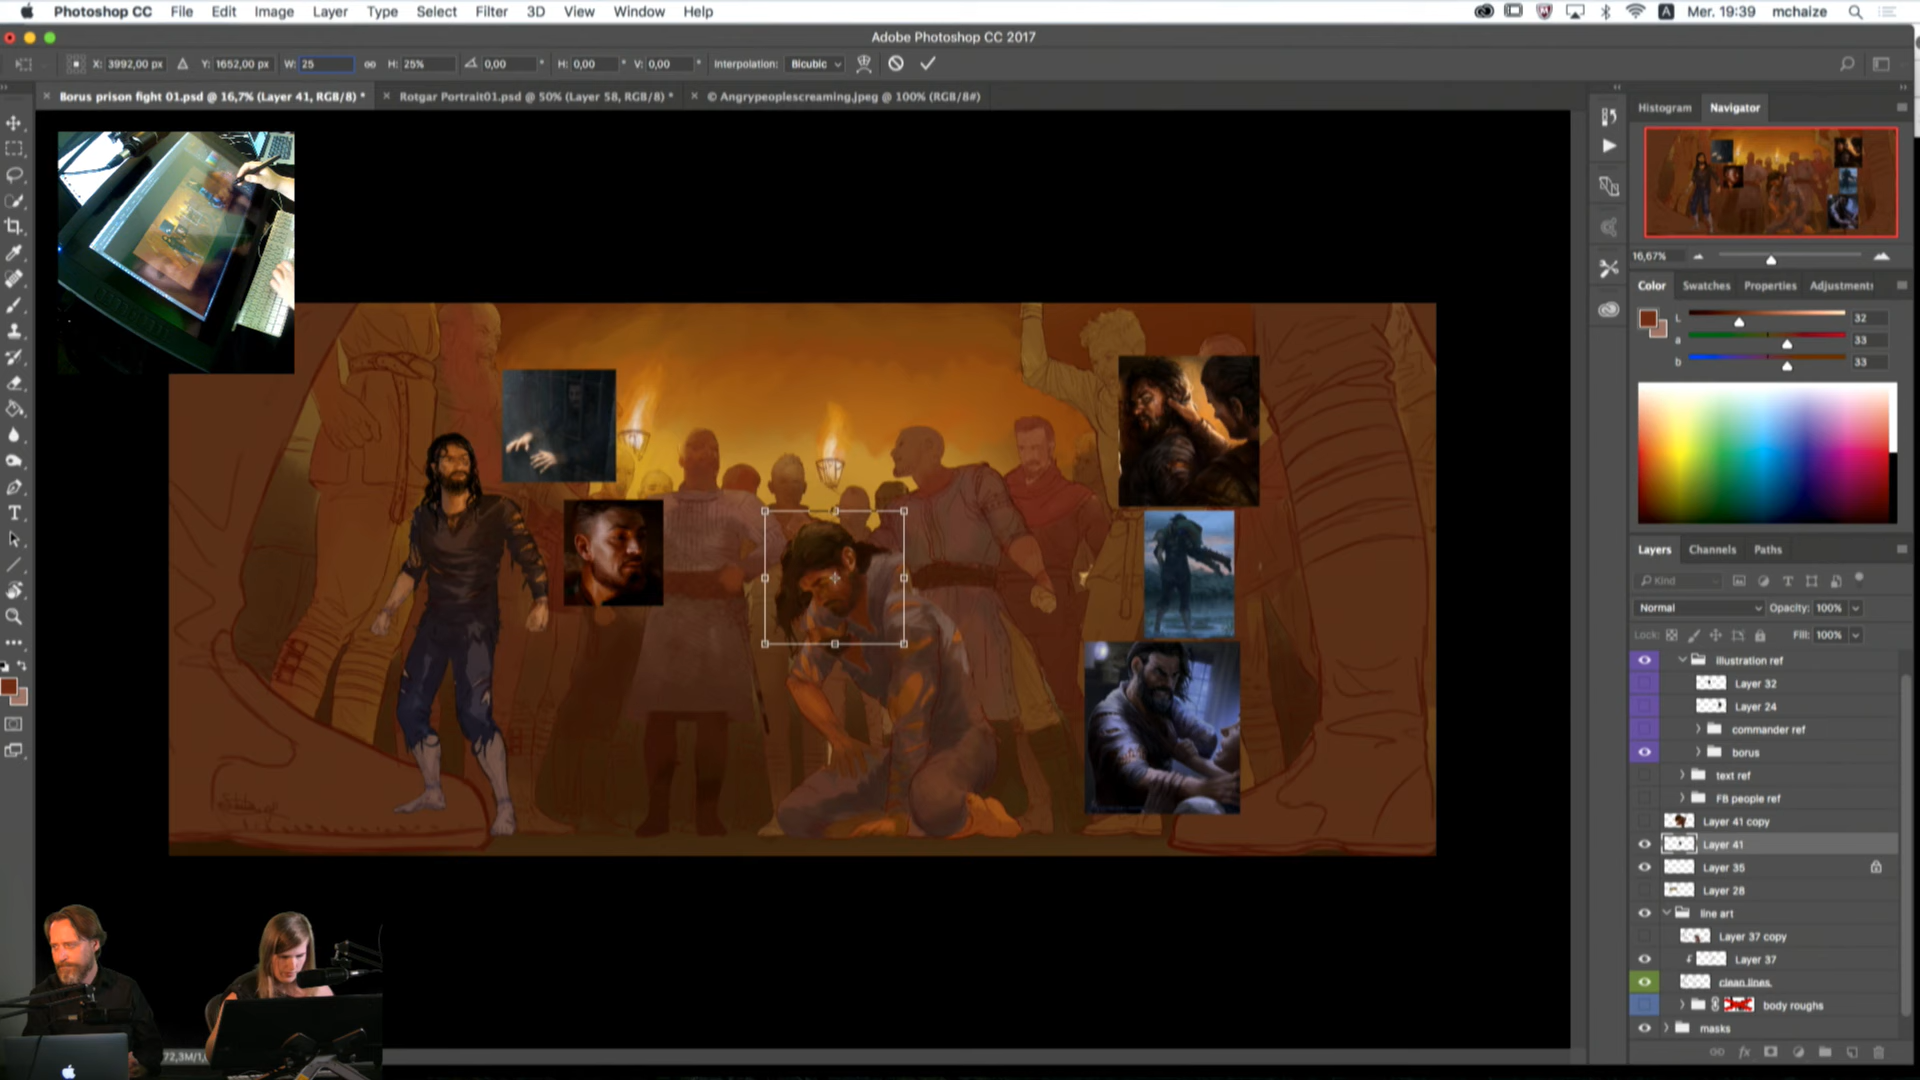 Photoshop CC File Edit Image Layer Type Select Filter 3D View Window Help A Mer. 19:39 mchaize
Adobe Photoshop CC 2017
X: 3992,00 px Y: 1652,00 px W: 25 H: 25% 0,00 ° H: 0,00 ° V: 0,00 ° Interpolation: Bicubic
× Borus prison fight 01.psd @ 16,7% (Layer 41, RGB/8) * × Rotgar Portrait01.psd @ 50% (Layer 58, RGB/8) * × © Angrypeoplescreaming.jpeg @ 100% (RGB/8#)
Histogram Navigator
16,67%
Color Swatches Properties Adjustments
L 32
a 33
b 33
Layers Channels Paths
Kind
Normal Opacity: 100%
Lock: Fill: 100%
illustration ref
Layer 32
Layer 24
commander ref
borus
text ref
FB people ref
Layer 41 copy
Layer 41
Layer 35
Layer 28
line art
Layer 37 copy
Layer 37
clean lines
body roughs
masks
fx